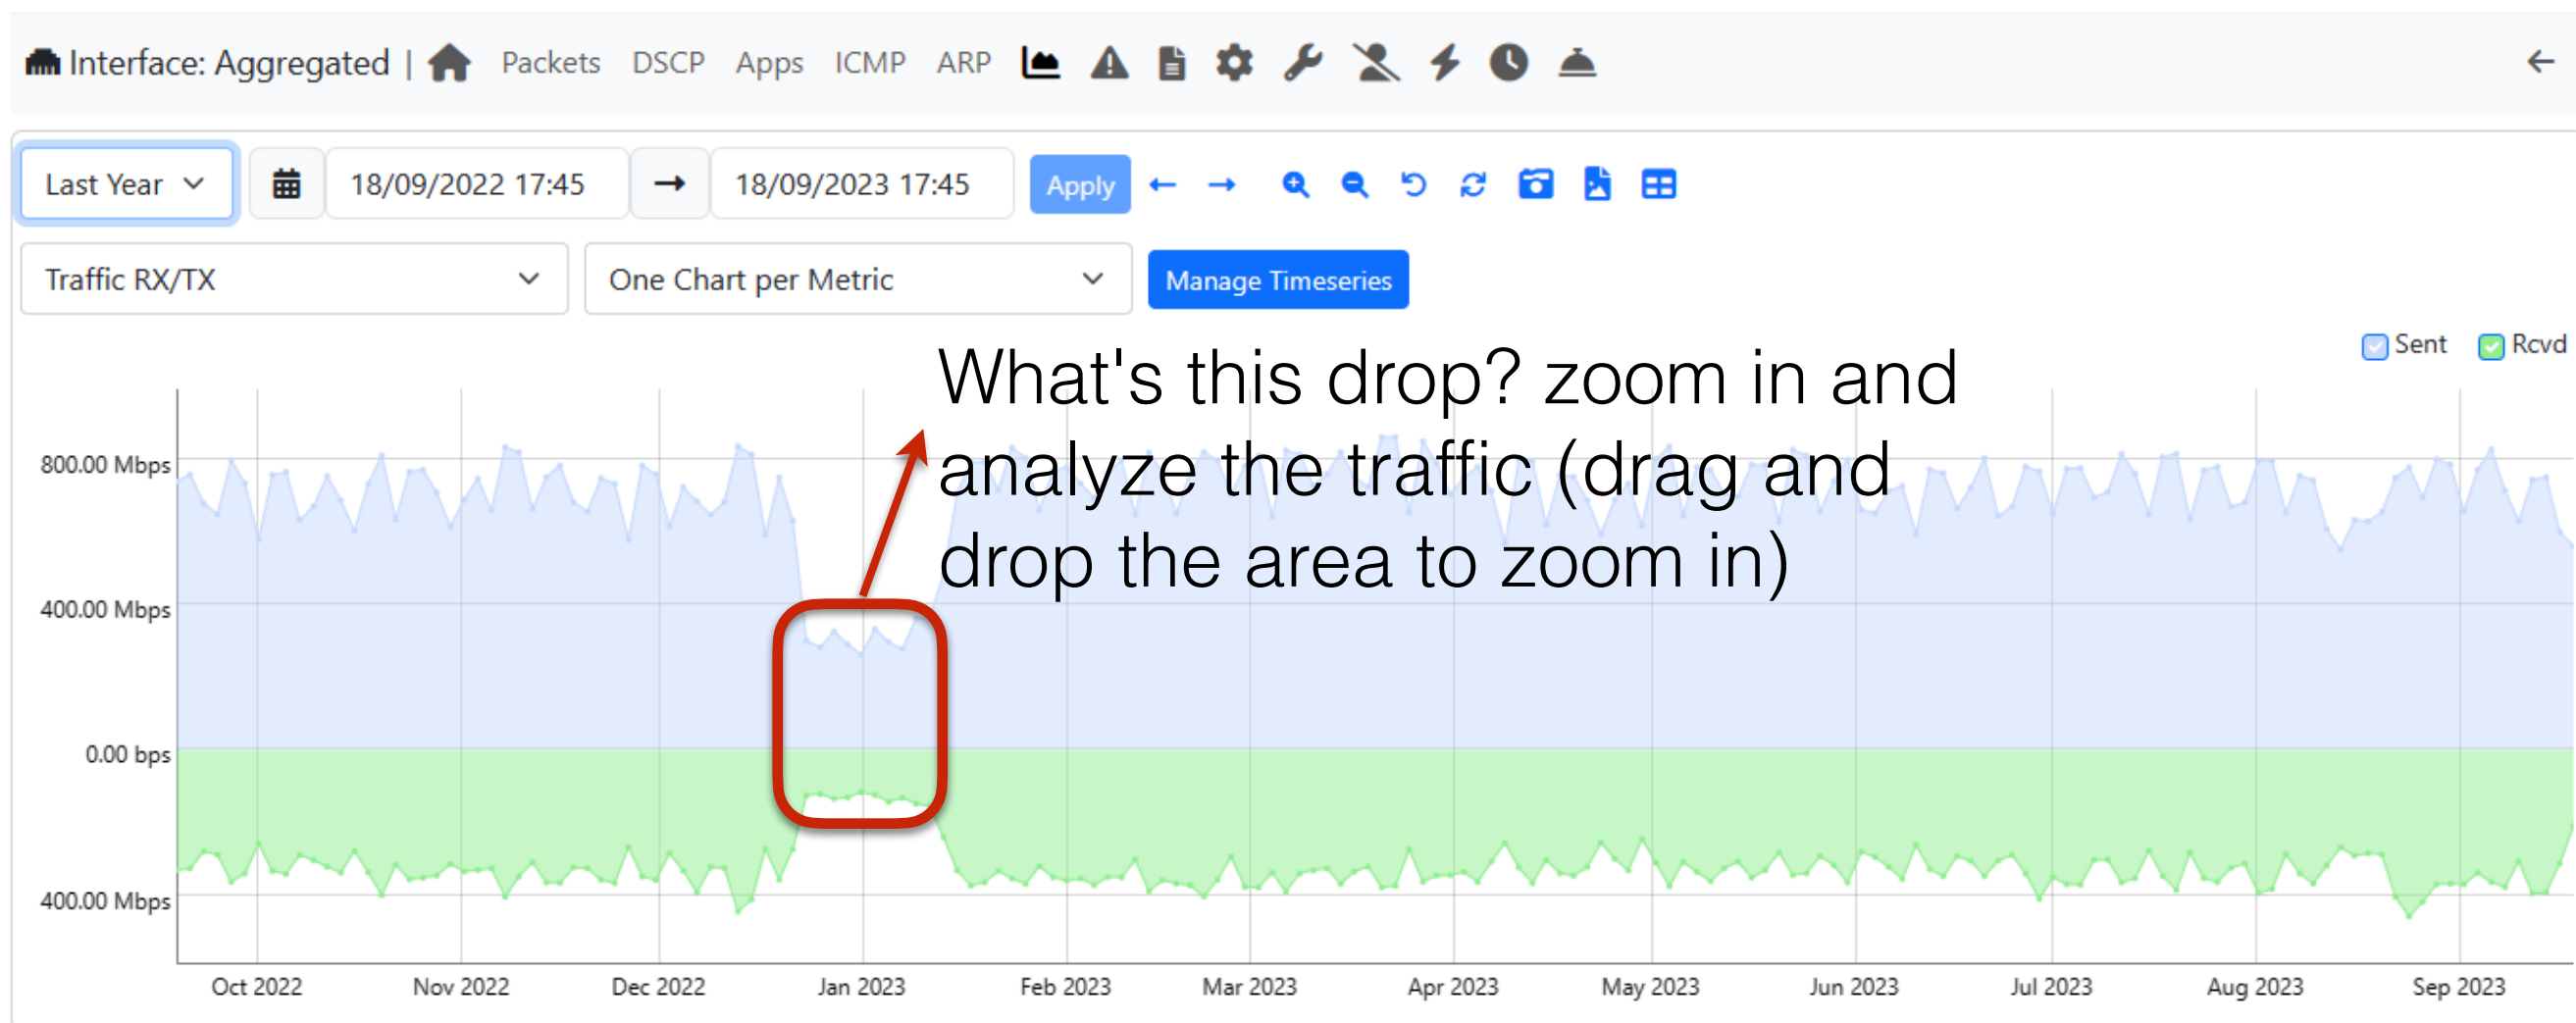 Interface: Aggregated | Packets DSCP Apps ICMP ARP
Last Year 18/09/2022 17:45 18/09/2023 17:45 Apply
Traffic RX/TX One Chart per Metric Manage Timeseries
Sent Rcvd
What's this drop? zoom in and
analyze the traffic (drag and
drop the area to zoom in)
800.00 Mbps
400.00 Mbps
0.00 bps
400.00 Mbps
Oct 2022 Nov 2022 Dec 2022 Jan 2023 Feb 2023 Mar 2023 Apr 2023 May 2023 Jun 2023 Jul 2023 Aug 2023 Sep 2023